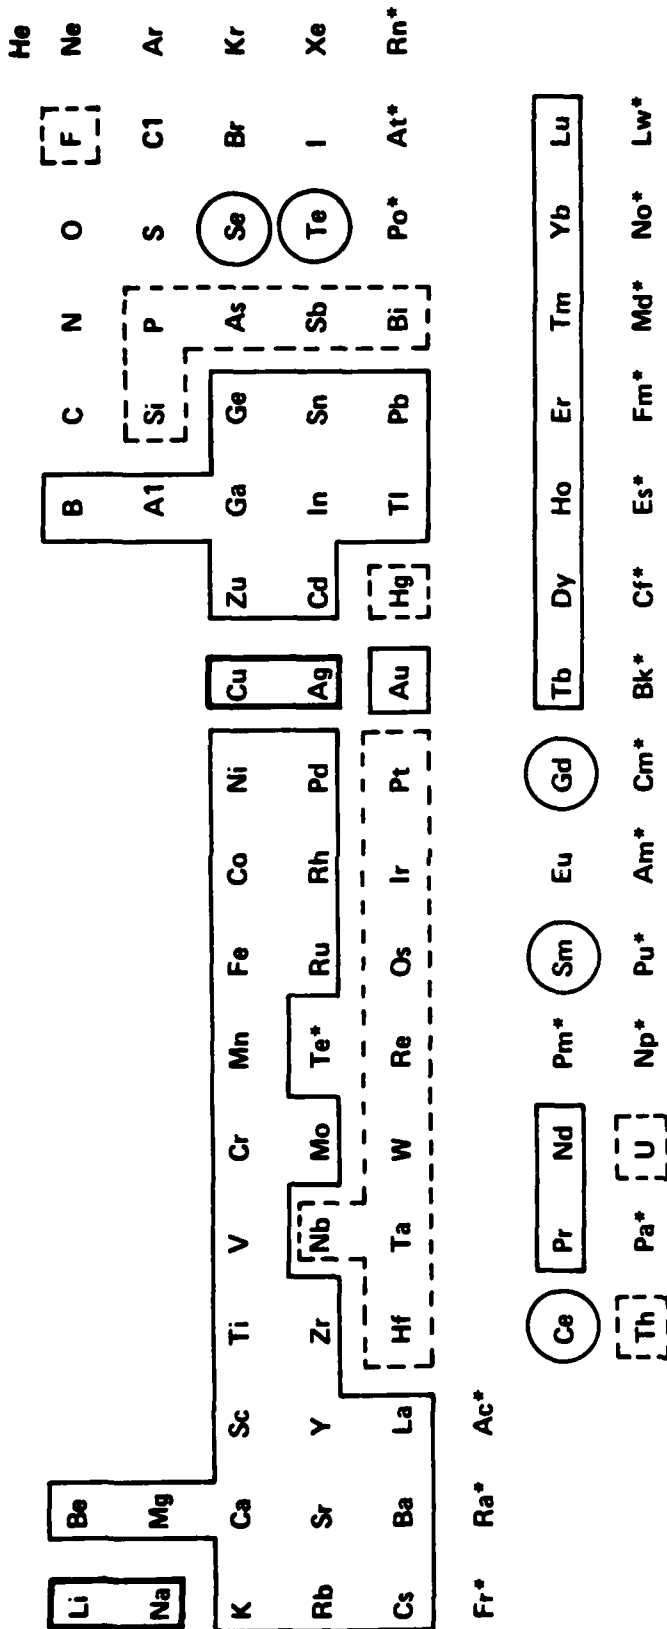 He
Li Be B C N O F Ne
Na Mg A1 Si P S C1 Ar
K Ca Sc Ti V Cr Mn Fe Co Ni Cu Zu Ga Ge As Se Br Kr
Rb Sr Y Zr Nb Mo Te* Ru Rh Pd Ag Cd In Sn Sb Te I Xe
Cs Ba La Hf Ta W Re Os Ir Pt Au Hg Tl Pb Bi Po* At* Rn*
Fr* Ra* Ac*
Ce Pr Nd Pm* Sm Eu Gd Tb Dy Ho Er Tm Yb Lu
Th Pa* U Np* Pu* Am* Cm* Bk* Cf* Es* Fm* Md* No* Lw*